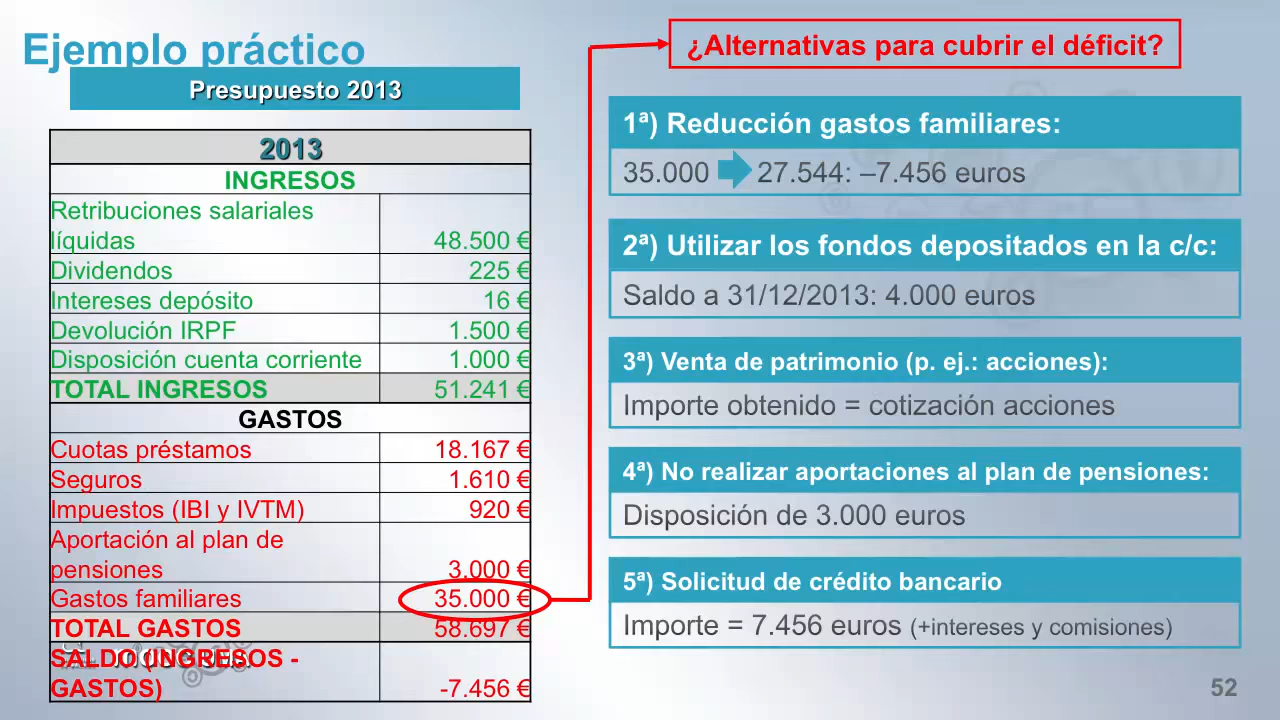 Ejemplo práctico
Presupuesto 2013
2013
INGRESOS
Retribuciones salariales
líquidas 48.500 €
Dividendos 225 €
Intereses depósito 16 €
Devolución IRPF 1.500 €
Disposición cuenta corriente 1.000 €
TOTAL INGRESOS 51.241 €
GASTOS
Cuotas préstamos 18.167 €
Seguros 1.610 €
Impuestos (IBI y IVTM) 920 €
Aportación al plan de
pensiones 3.000 €
Gastos familiares 35.000 €
TOTAL GASTOS 58.697 €
SALDO (INGRESOS -
GASTOS) -7.456 €
¿Alternativas para cubrir el déficit?
1ª) Reducción gastos familiares:
35.000 27.544: –7.456 euros
2ª) Utilizar los fondos depositados en la c/c:
Saldo a 31/12/2013: 4.000 euros
3ª) Venta de patrimonio (p. ej.: acciones):
Importe obtenido = cotización acciones
4ª) No realizar aportaciones al plan de pensiones:
Disposición de 3.000 euros
5ª) Solicitud de crédito bancario
Importe = 7.456 euros (+intereses y comisiones)
52